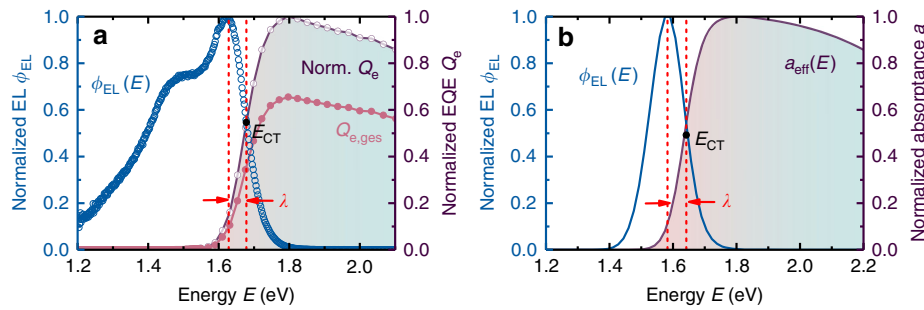 a
Normalized EL ϕEL
1.0
0.8
0.6
0.4
0.2
0.0
ϕEL(E)
Norm. Qe
Qe,ges
ECT
λ
1.0
0.8
0.6
0.4
0.2
0.0
Normalized EQE Qe
1.2 1.4 1.6 1.8 2.0
Energy E (eV)
b
Normalized EL ϕEL
1.0
0.8
0.6
0.4
0.2
0.0
ϕEL(E)
aeff(E)
ECT
λ
1.0
0.8
0.6
0.4
0.2
0.0
Normalized absorptance a
1.2 1.4 1.6 1.8 2.0 2.2
Energy E (eV)